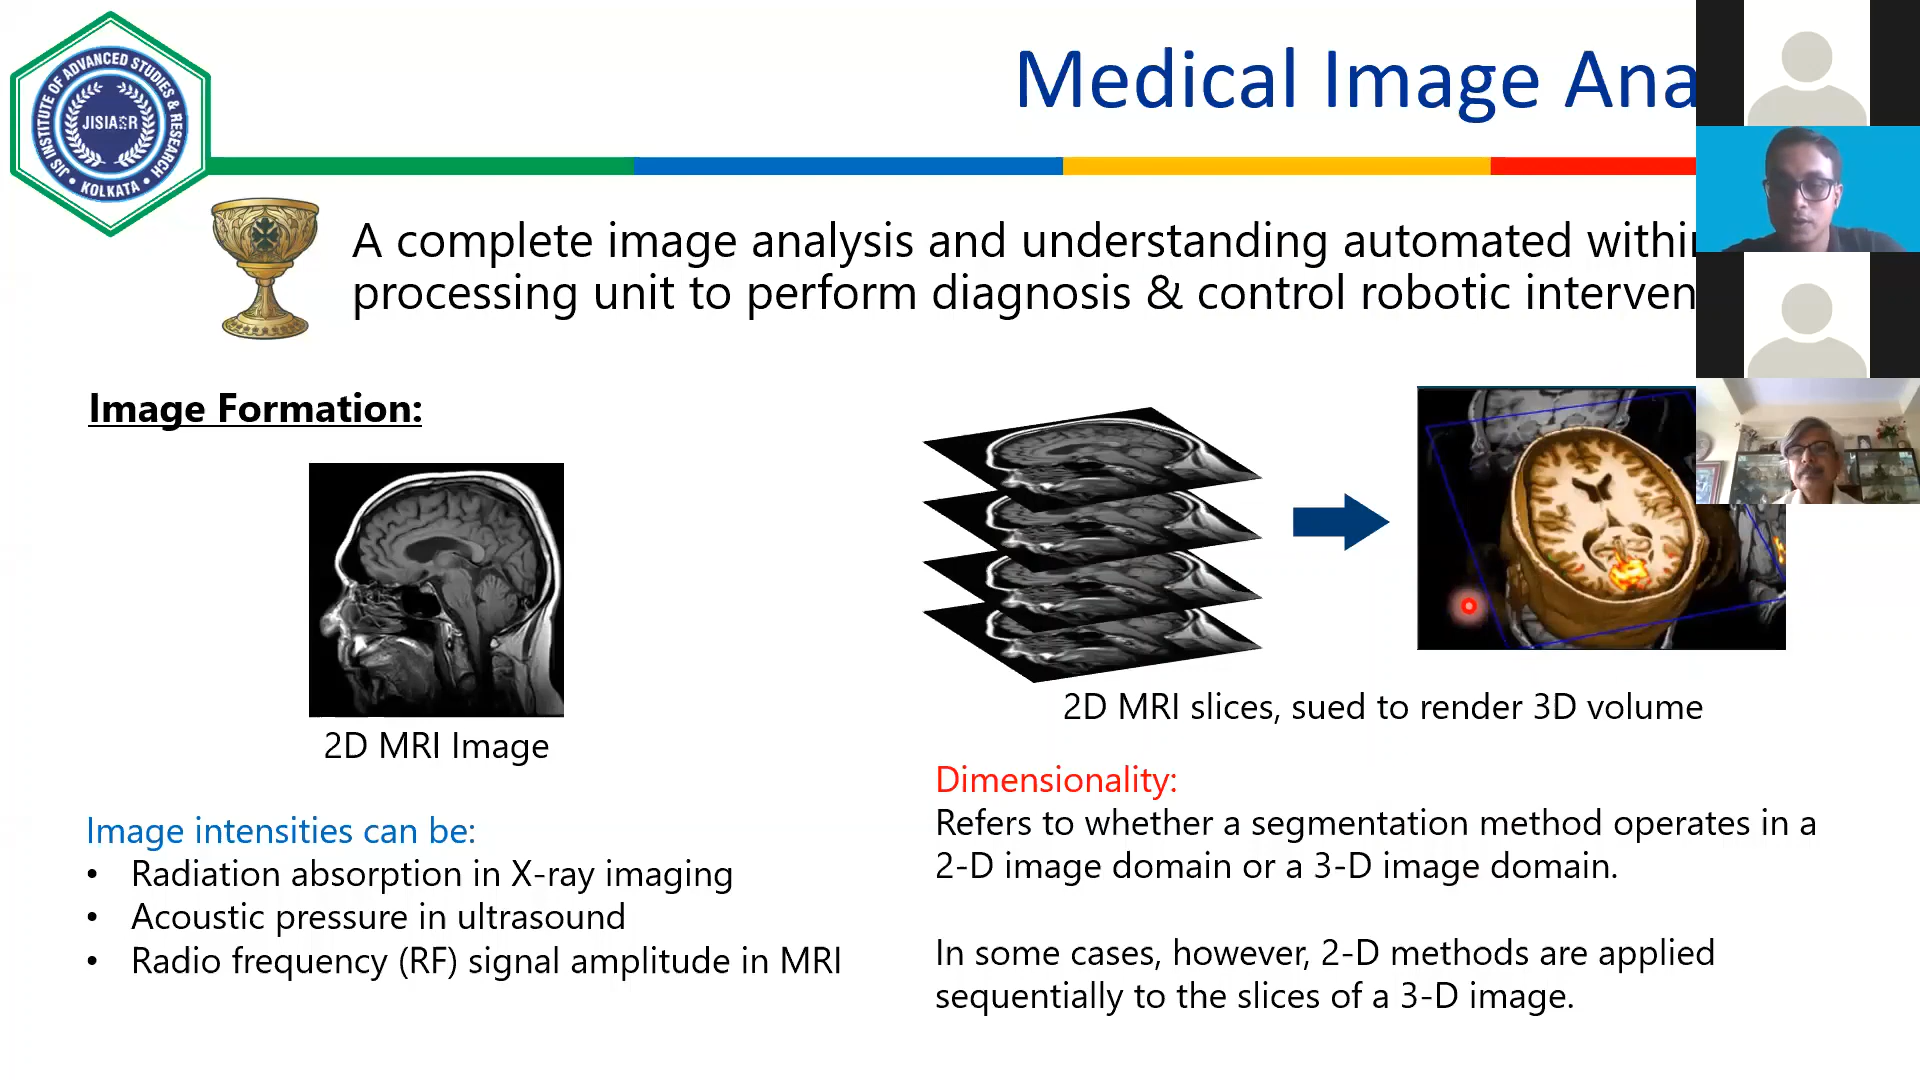 JIS INSTITUTE OF ADVANCED STUDIES & RESEARCH
JISIASR
• KOLKATA •
Medical Image Ana
A complete image analysis and understanding automated within
processing unit to perform diagnosis & control robotic interven
Image Formation:
2D MRI Image
Image intensities can be:
• Radiation absorption in X-ray imaging
• Acoustic pressure in ultrasound
• Radio frequency (RF) signal amplitude in MRI
2D MRI slices, sued to render 3D volume
Dimensionality:
Refers to whether a segmentation method operates in a
2-D image domain or a 3-D image domain.
In some cases, however, 2-D methods are applied
sequentially to the slices of a 3-D image.